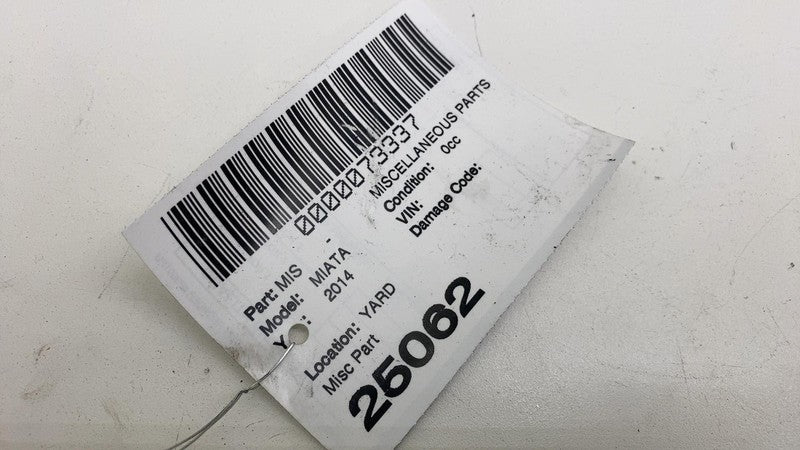 0000073337
Part: MIS - MISCELLANEOUS PARTS
Model: MIATA Condition: 0cc
2014 VIN:
Damage Code:
Location: YARD
Misc Part
25062